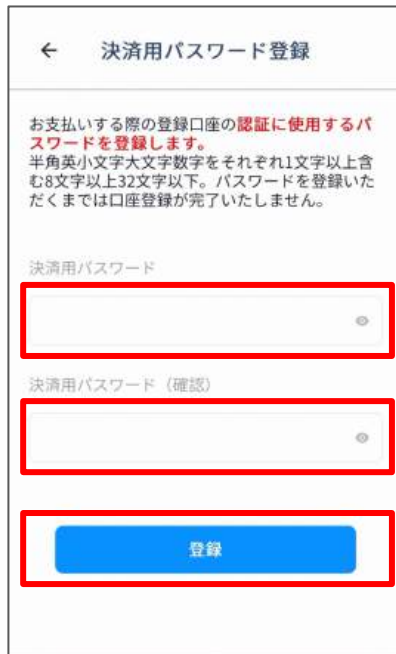 ← 決済用パスワード登録
お支払いする際の登録口座の認証に使用するパ
スワードを登録します。
半角英小文字大文字数字をそれぞれ1文字以上含
む8文字以上32文字以下。パスワードを登録いた
だくまでは口座登録が完了いたしません。
決済用パスワード
決済用パスワード（確認）
登録